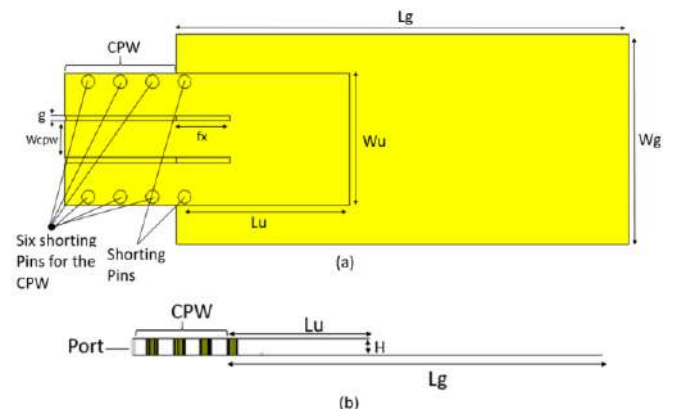 Lg
CPW
g
Wcpw
fx
Wu
Wg
Lu
Six shorting
Pins for the
CPW
Shorting
Pins
(a)
CPW
Lu
Port
H
Lg
(b)